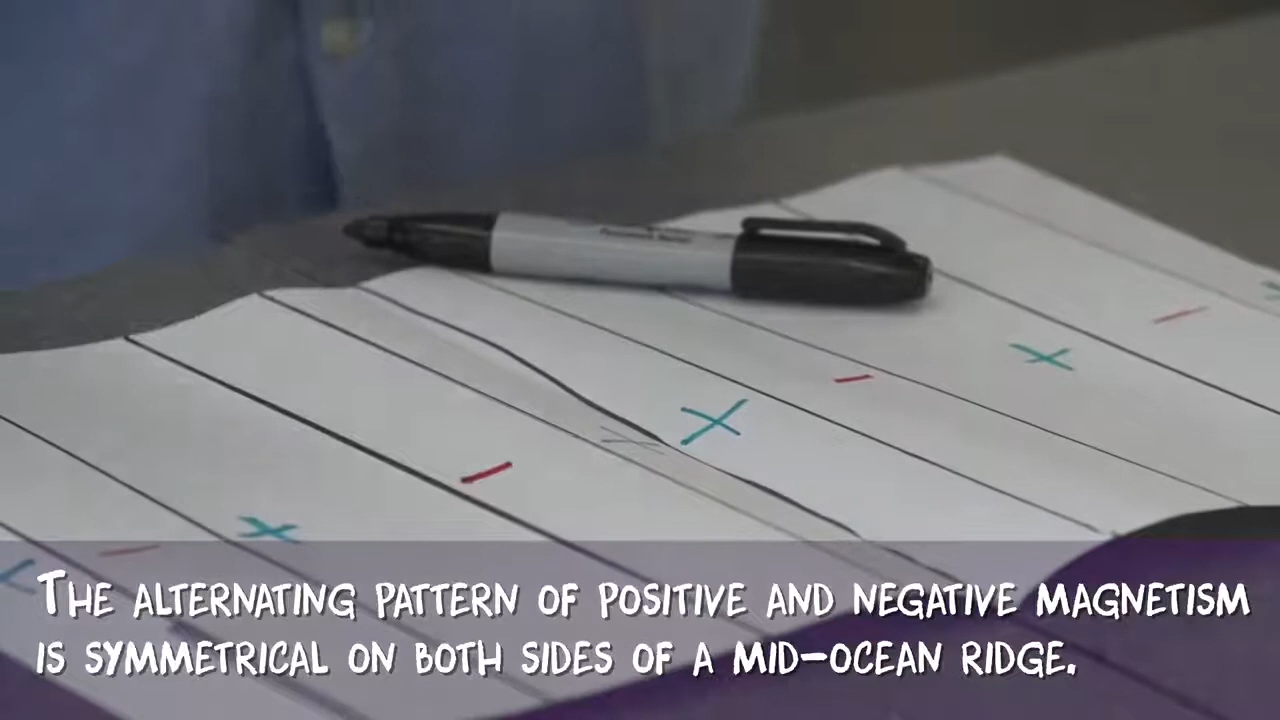 The alternating pattern of positive and negative magnetism
is symmetrical on both sides of a mid-ocean ridge.